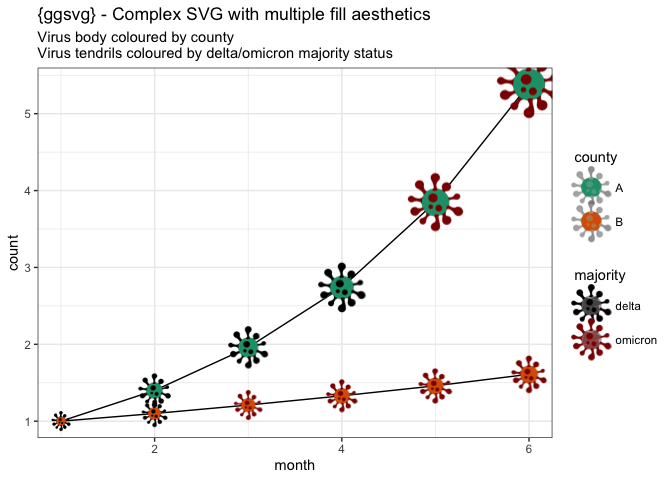 {ggsvg} - Complex SVG with multiple fill aesthetics
Virus body coloured by county
Virus tendrils coloured by delta/omicron majority status
5
4
3
2
1
count
2
4
6
month
county
A
B
majority
delta
omicron